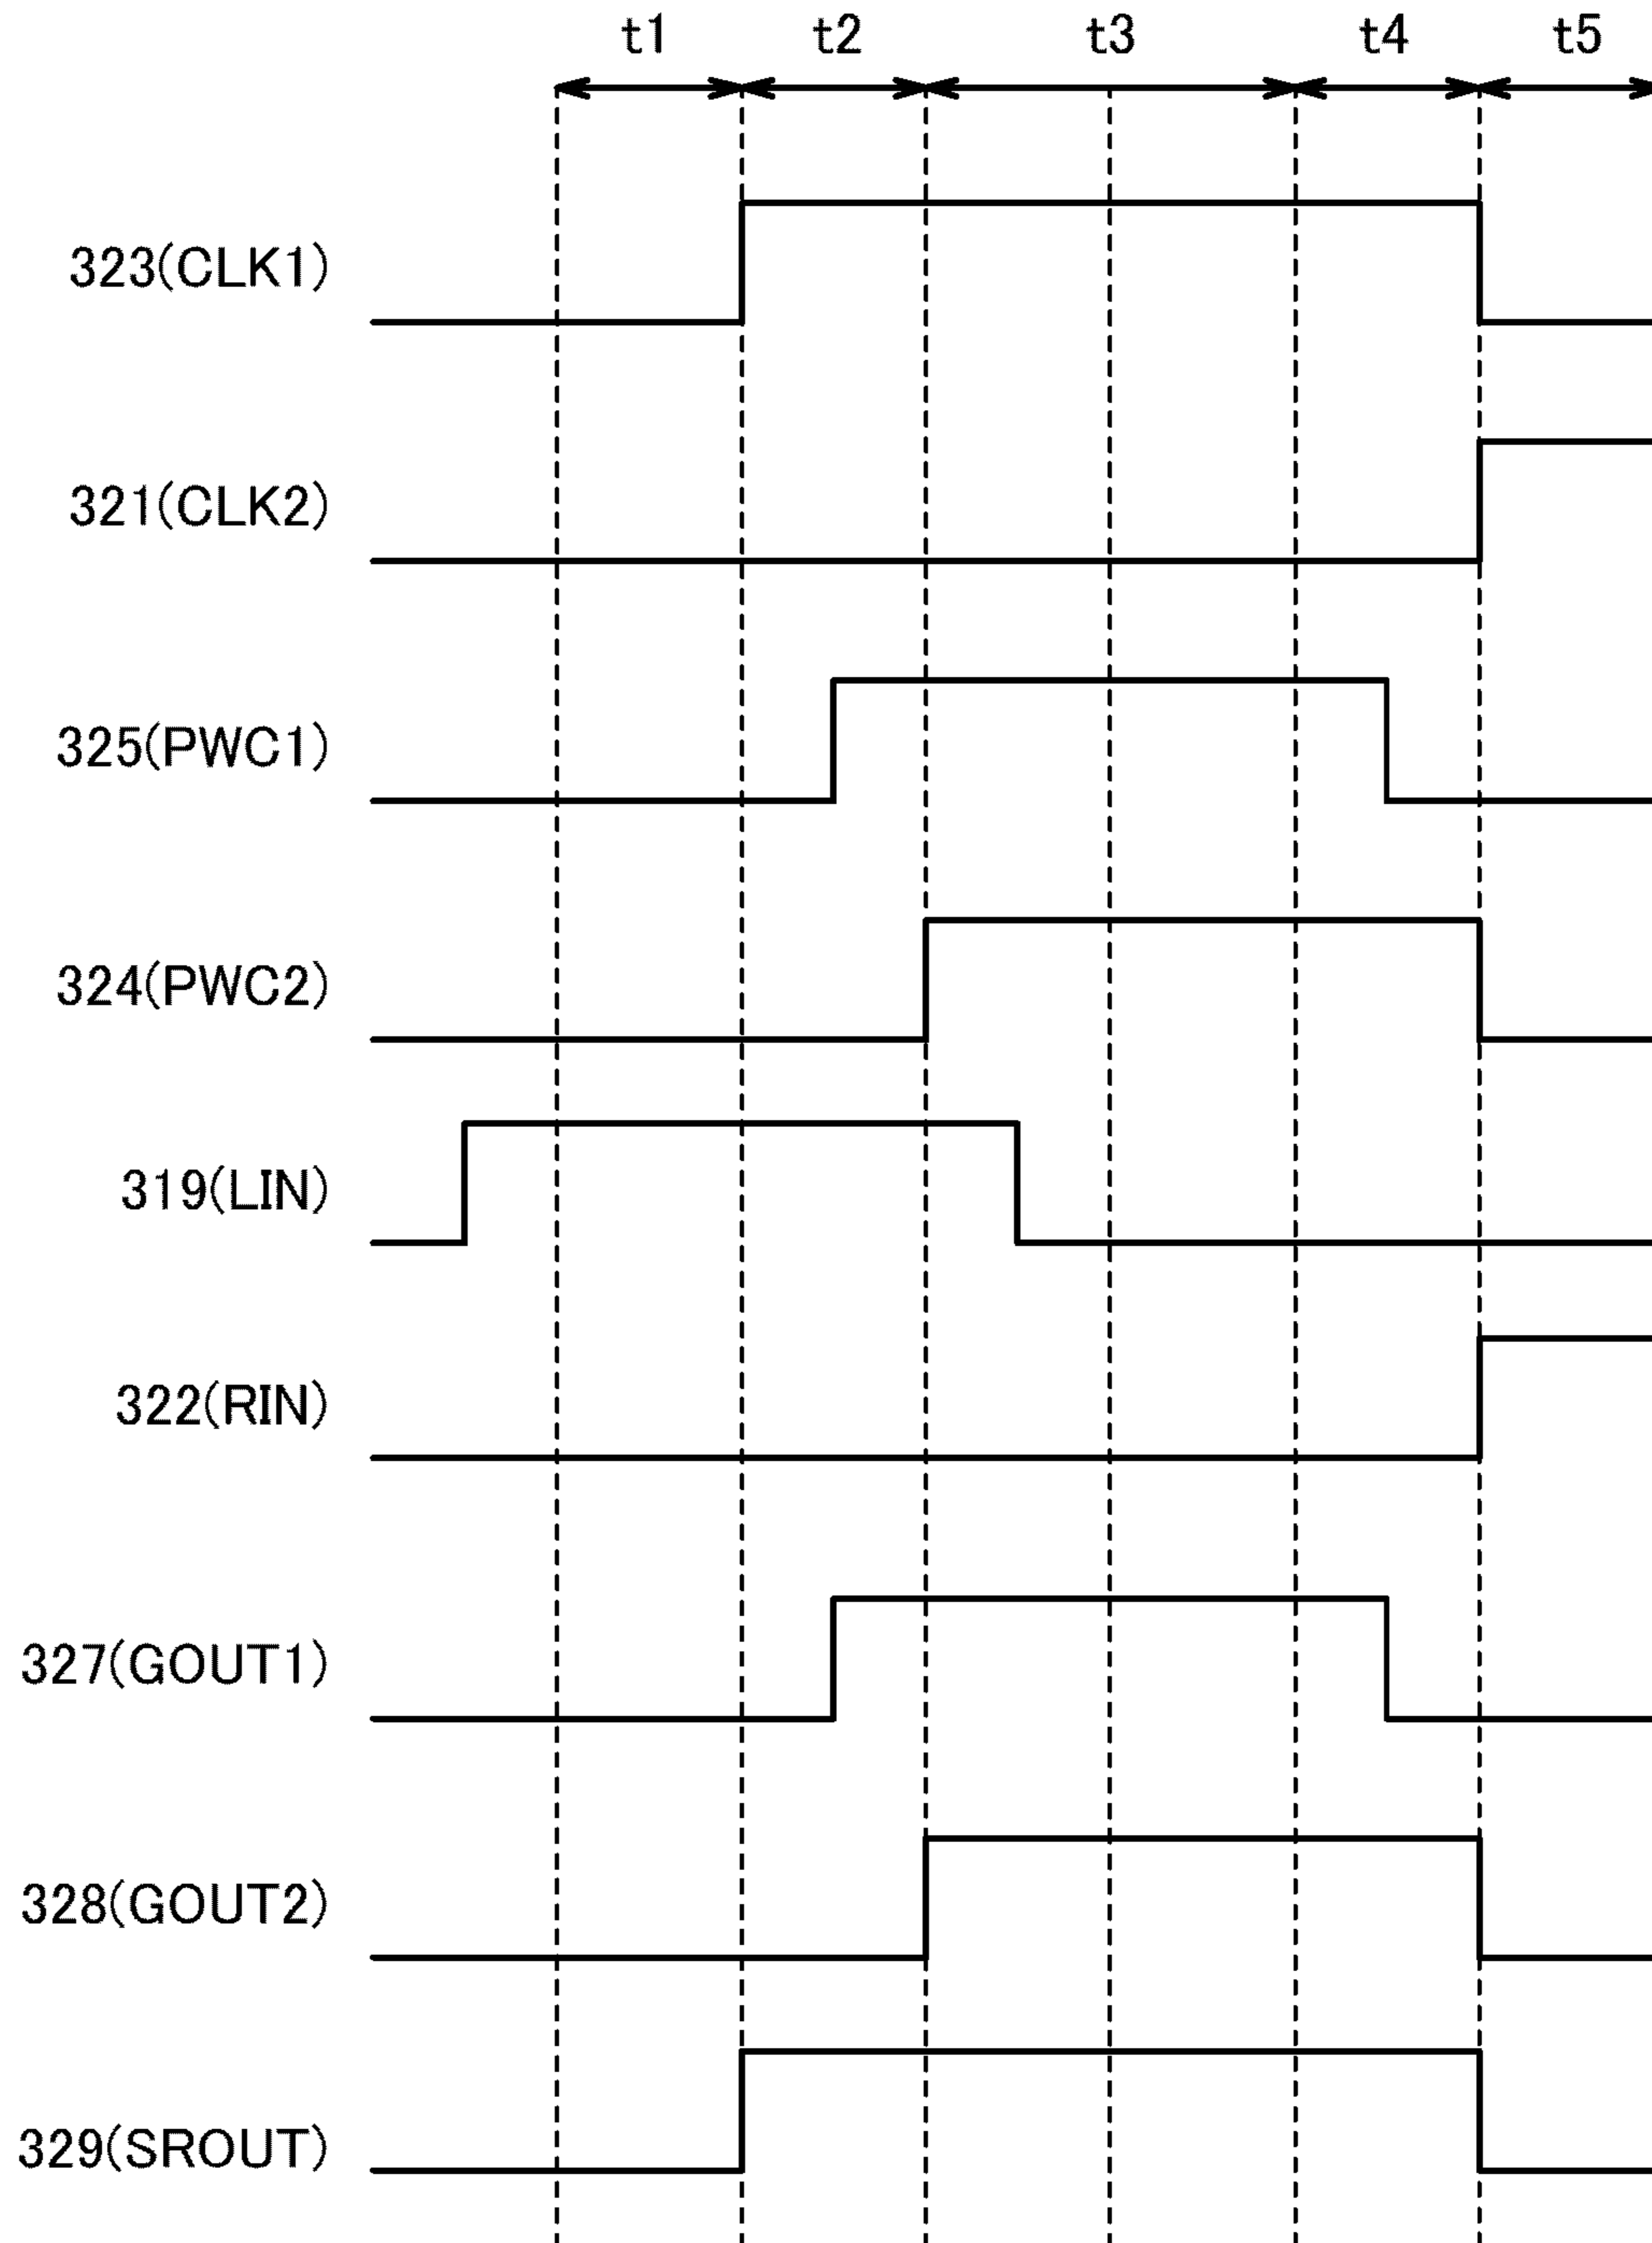 t1 t2 t3 t4 t5
323(CLK1)
321(CLK2)
325(PWC1)
324(PWC2)
319(LIN)
322(RIN)
327(GOUT1)
328(GOUT2)
329(SROUT)